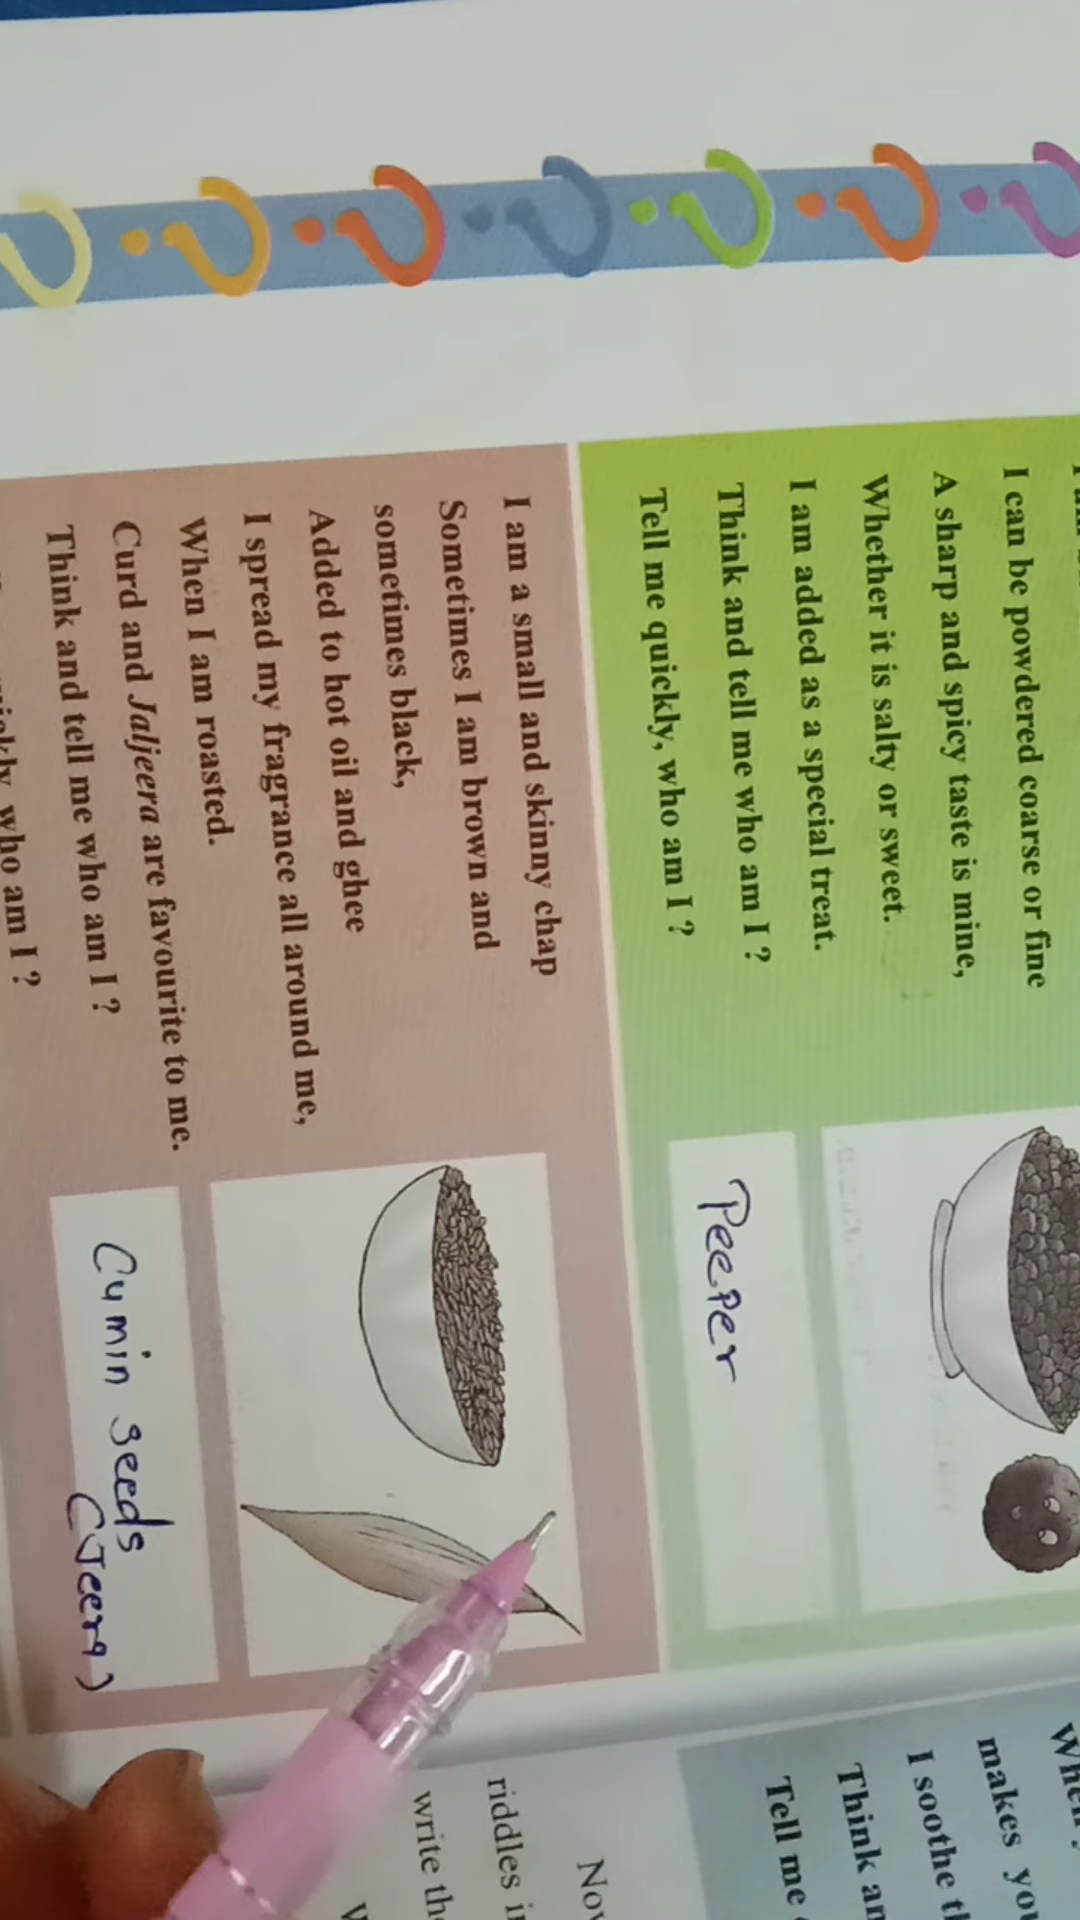 I can be powdered coarse or fine
A sharp and spicy taste is mine,
Whether it is salty or sweet.
I am added as a special treat.
Think and tell me who am I ?
Tell me quickly, who am I ?
Peeper
I am a small and skinny chap
Sometimes I am brown and
sometimes black,
Added to hot oil and ghee
I spread my fragrance all around me,
When I am roasted.
Curd and Jaljeera are favourite to me.
Think and tell me who am I ?
who am I ?
Cumin seeds
(Jeera)
makes
I soothe
Think
Tell me
riddles
write